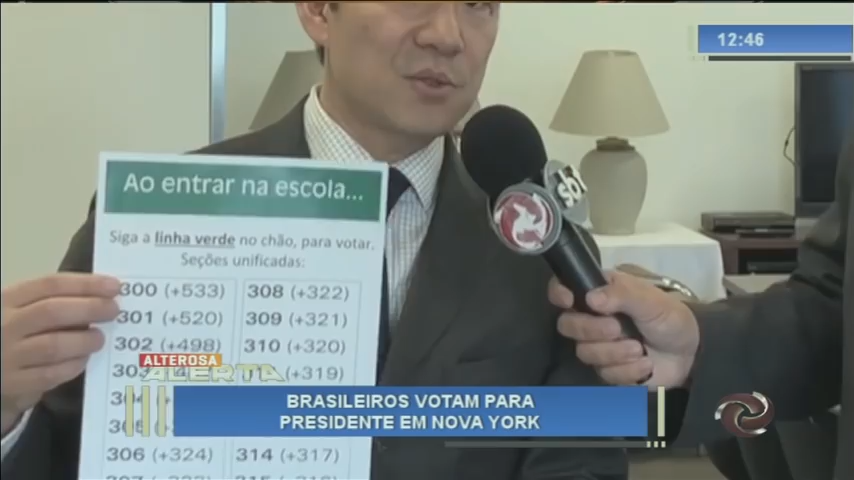 12:46
Ao entrar na escola...
Siga a linha verde no chão, para votar.
Seções unificadas:
300 (+533) 308 (+322)
301 (+520) 309 (+321)
302 (+498) 310 (+320)
(+319)
306 (+324) 314 (+317)
sbt
ALTEROSA
ALERTA
BRASILEIROS VOTAM PARA
PRESIDENTE EM NOVA YORK